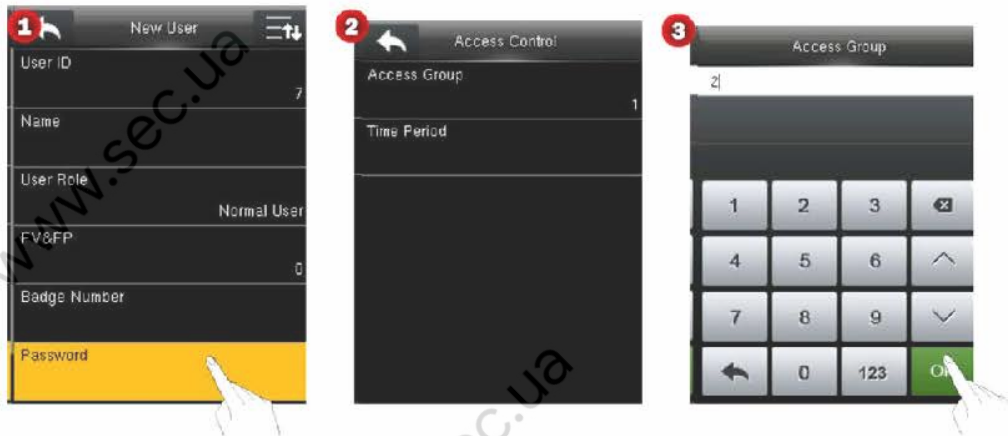 1
New User
User ID
7
Name
User Role
Normal User
FV&FP
0
Badge Number
Password
2
Access Control
Access Group
1
Time Period
3
Access Group
2
1 2 3
4 5 6
7 8 9
0 123 OK
www.sec.ua
sec.ua